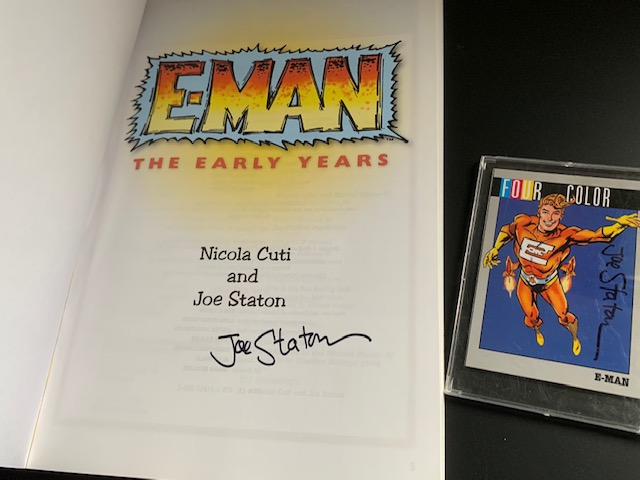 E-MAN
THE EARLY YEARS
Nicola Cuti
and
Joe Staton
Joe Staton
FOUR COLOR
Joe Staton
E-MAN